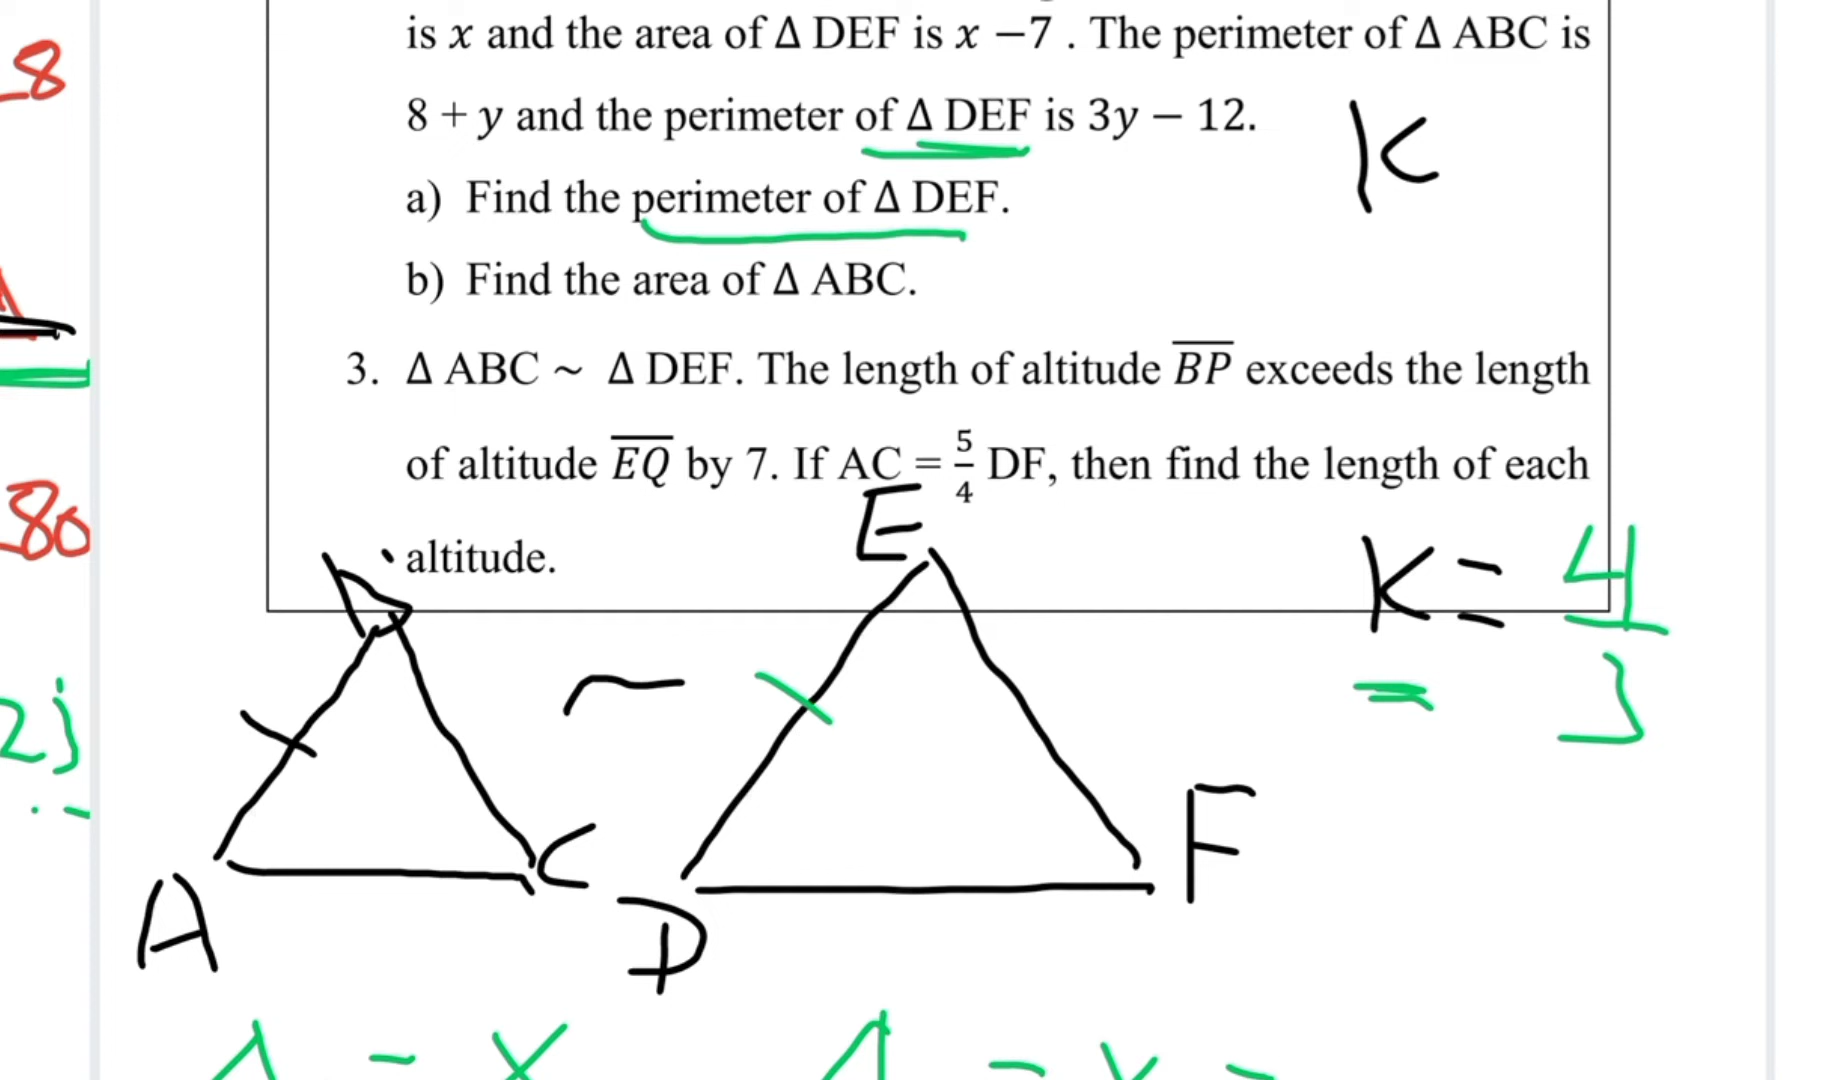 is x and the area of Δ DEF is x −7 . The perimeter of Δ ABC is
8 + y and the perimeter of Δ DEF is 3y − 12.
K
a) Find the perimeter of Δ DEF.
b) Find the area of Δ ABC.
3. Δ ABC ~ Δ DEF. The length of altitude BP exceeds the length
of altitude EQ by 7. If AC = 5/4 DF, then find the length of each
altitude.
8
80
E
B
K = 4/3
=
~
2
A
C
D
F
A = x
A = x -